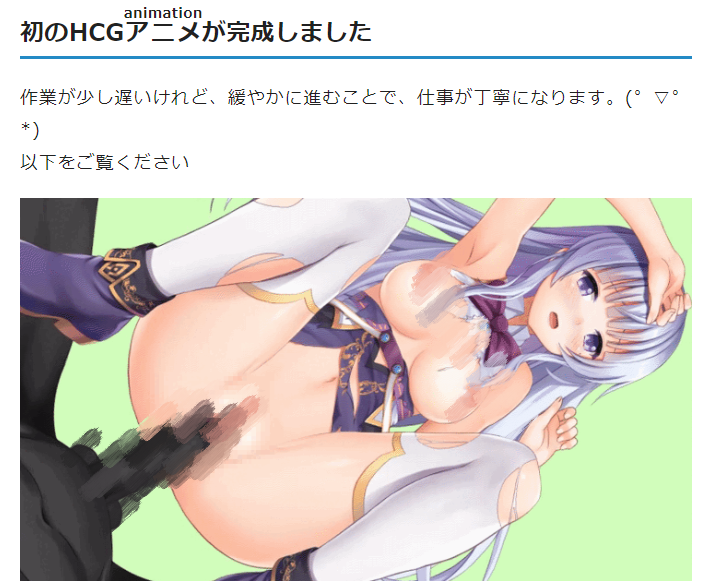 animation
初のHCGアニメが完成しました
作業が少し遅いけれど、緩やかに進むことで、仕事が丁寧になります。(ﾟ▽ﾟ
*)
以下をご覧ください